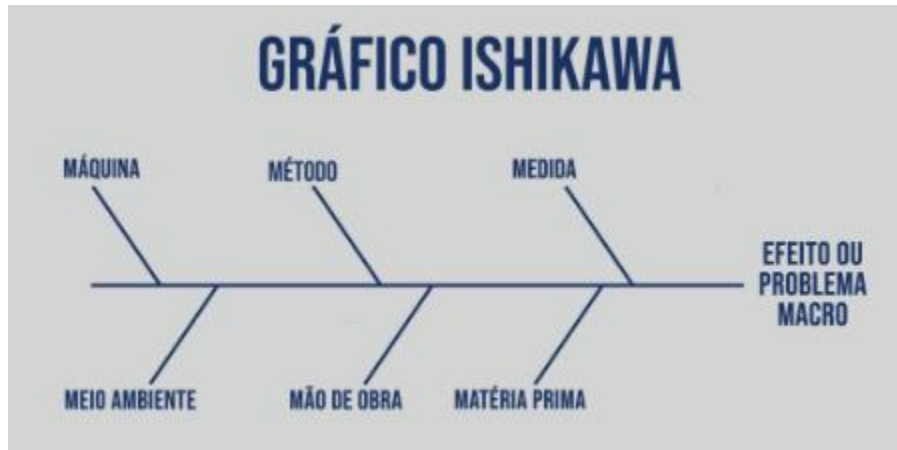 GRÁFICO ISHIKAWA
MÁQUINA
MÉTODO
MEDIDA
EFEITO OU
PROBLEMA
MACRO
MEIO AMBIENTE
MÃO DE OBRA
MATÉRIA PRIMA